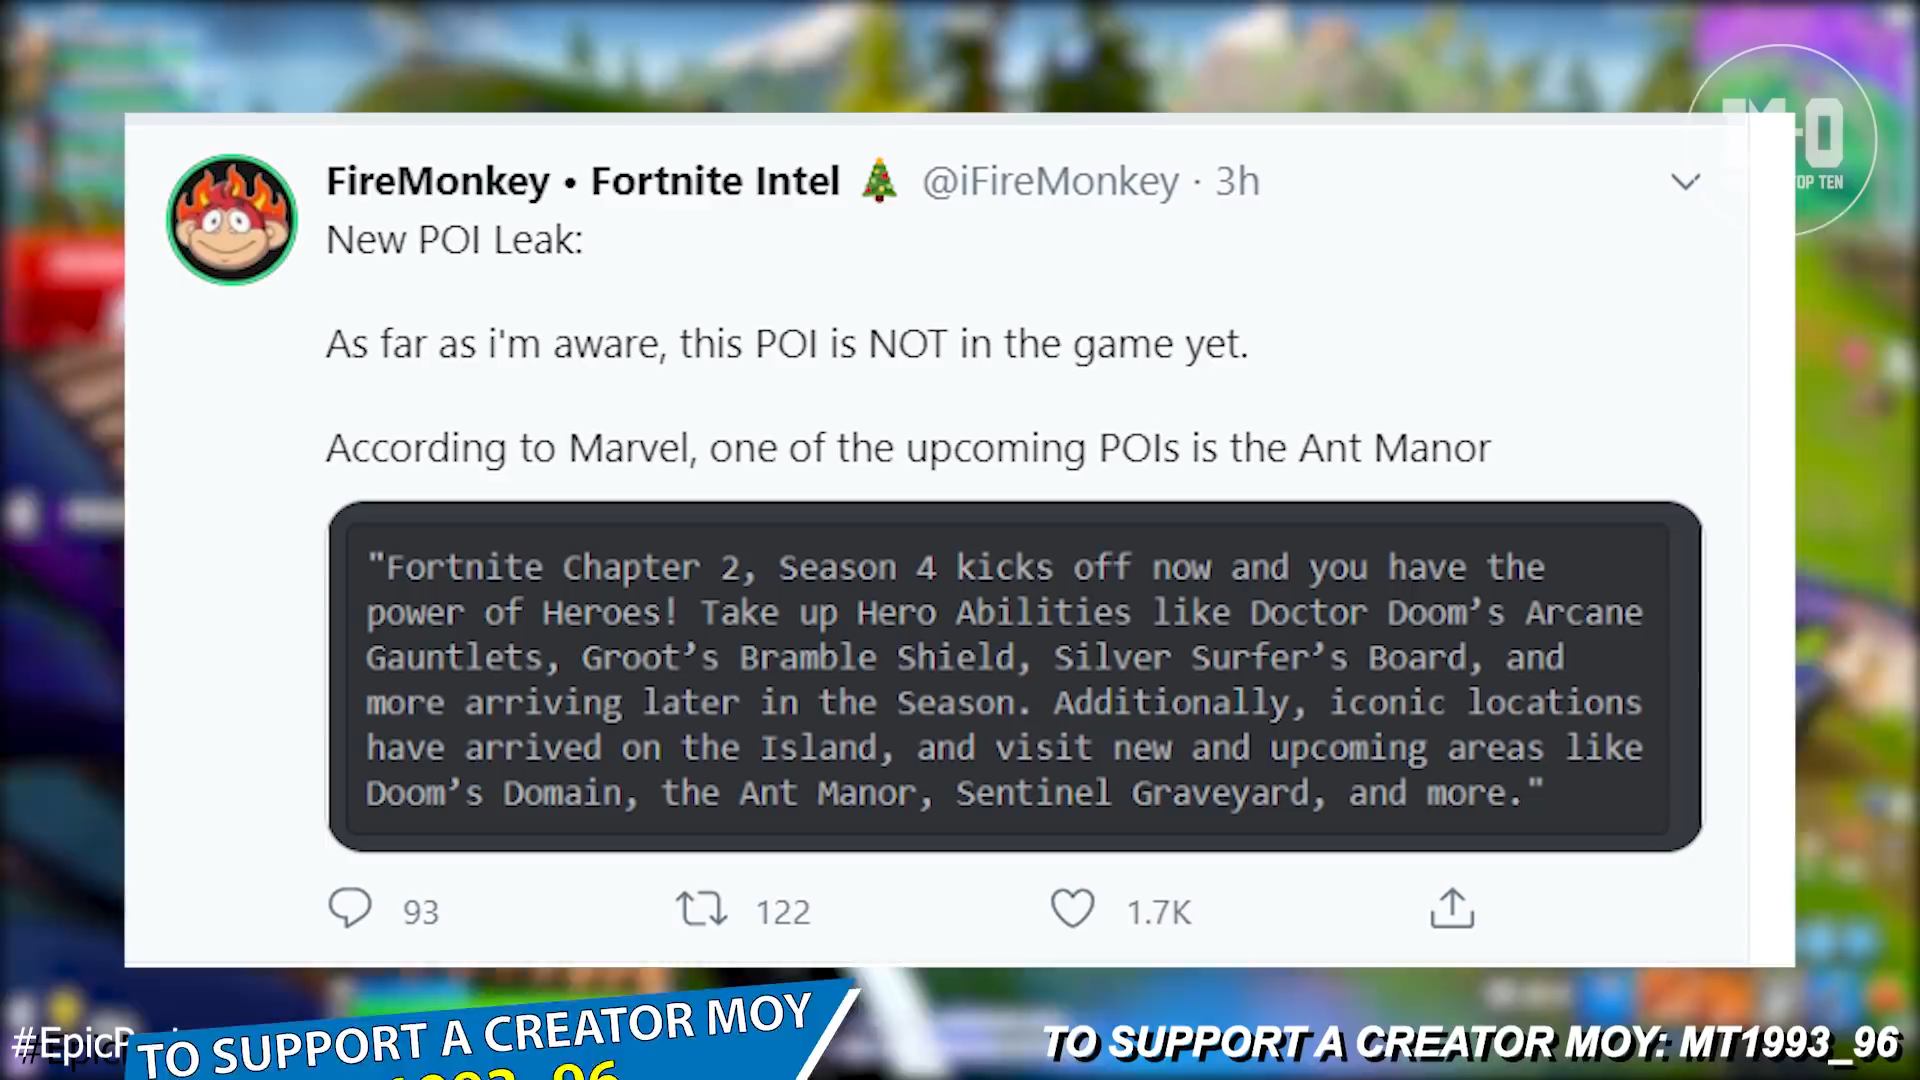 FireMonkey • Fortnite Intel 🎄 @iFireMonkey · 3h
New POI Leak:
As far as i'm aware, this POI is NOT in the game yet.
According to Marvel, one of the upcoming POIs is the Ant Manor
"Fortnite Chapter 2, Season 4 kicks off now and you have the
power of Heroes! Take up Hero Abilities like Doctor Doom’s Arcane
Gauntlets, Groot’s Bramble Shield, Silver Surfer’s Board, and
more arriving later in the Season. Additionally, iconic locations
have arrived on the Island, and visit new and upcoming areas like
Doom’s Domain, the Ant Manor, Sentinel Graveyard, and more."
93 122 1.7K
TO SUPPORT A CREATOR MOY
TO SUPPORT A CREATOR MOY: MT1993_96